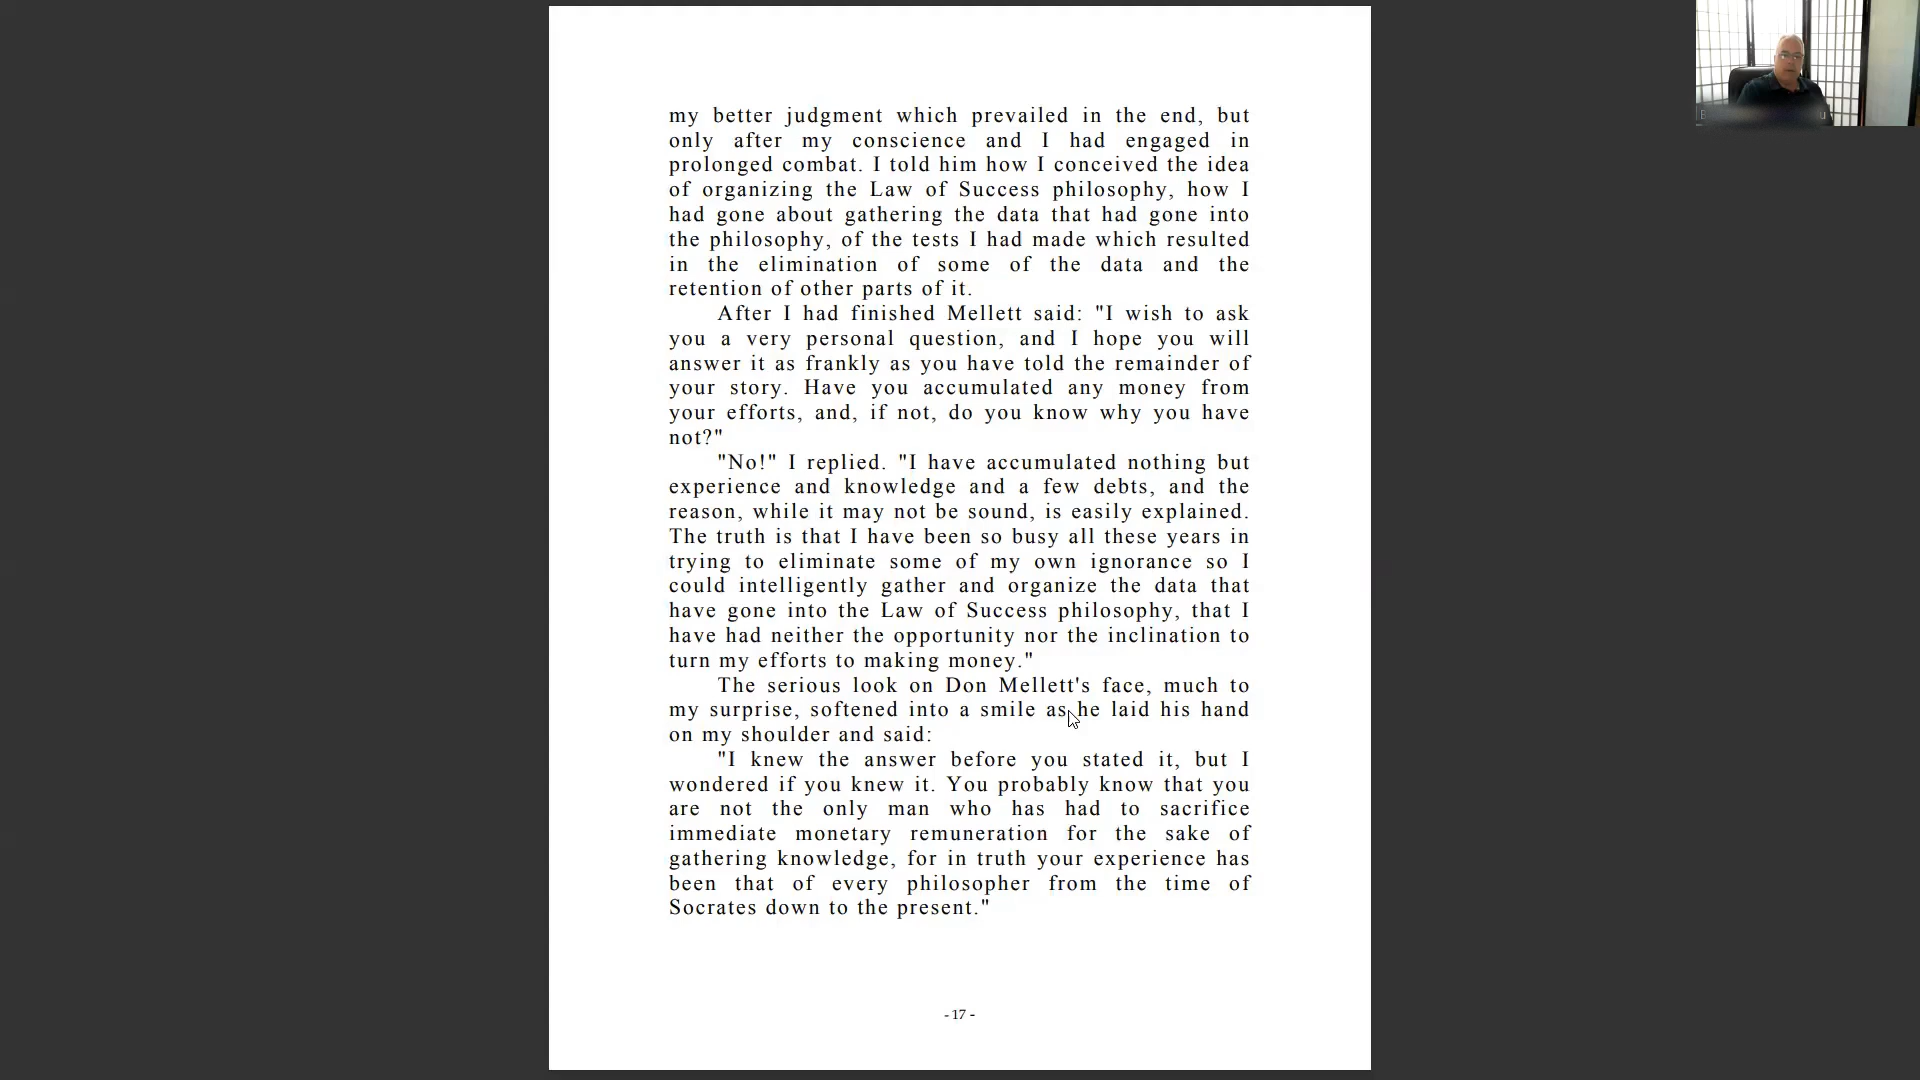 my better judgment which prevailed in the end, but
only after my conscience and I had engaged in
prolonged combat. I told him how I conceived the idea
of organizing the Law of Success philosophy, how I
had gone about gathering the data that had gone into
the philosophy, of the tests I had made which resulted
in the elimination of some of the data and the
retention of other parts of it.
After I had finished Mellett said: "I wish to ask
you a very personal question, and I hope you will
answer it as frankly as you have told the remainder of
your story. Have you accumulated any money from
your efforts, and, if not, do you know why you have
not?"
"No!" I replied. "I have accumulated nothing but
experience and knowledge and a few debts, and the
reason, while it may not be sound, is easily explained.
The truth is that I have been so busy all these years in
trying to eliminate some of my own ignorance so I
could intelligently gather and organize the data that
have gone into the Law of Success philosophy, that I
have had neither the opportunity nor the inclination to
turn my efforts to making money."
The serious look on Don Mellett's face, much to
my surprise, softened into a smile as he laid his hand
on my shoulder and said:
"I knew the answer before you stated it, but I
wondered if you knew it. You probably know that you
are not the only man who has had to sacrifice
immediate monetary remuneration for the sake of
gathering knowledge, for in truth your experience has
been that of every philosopher from the time of
Socrates down to the present."
- 17 -